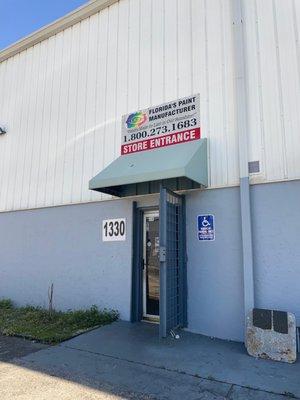 FLORIDA'S PAINT
MANUFACTURER
1.800.273.1683
STORE ENTRANCE
1330